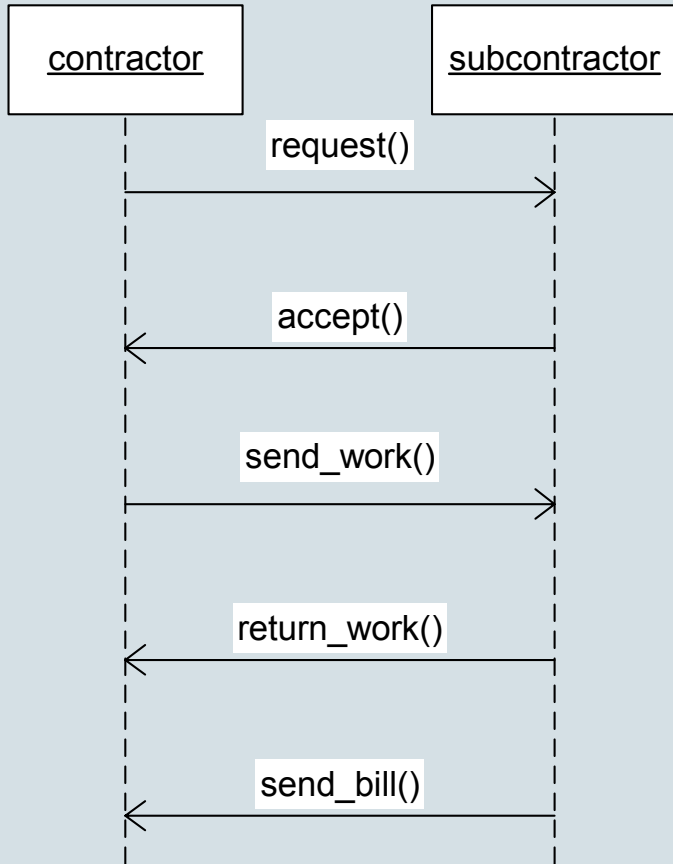 contractor
subcontractor
request()
accept()
send_work()
return_work()
send_bill()